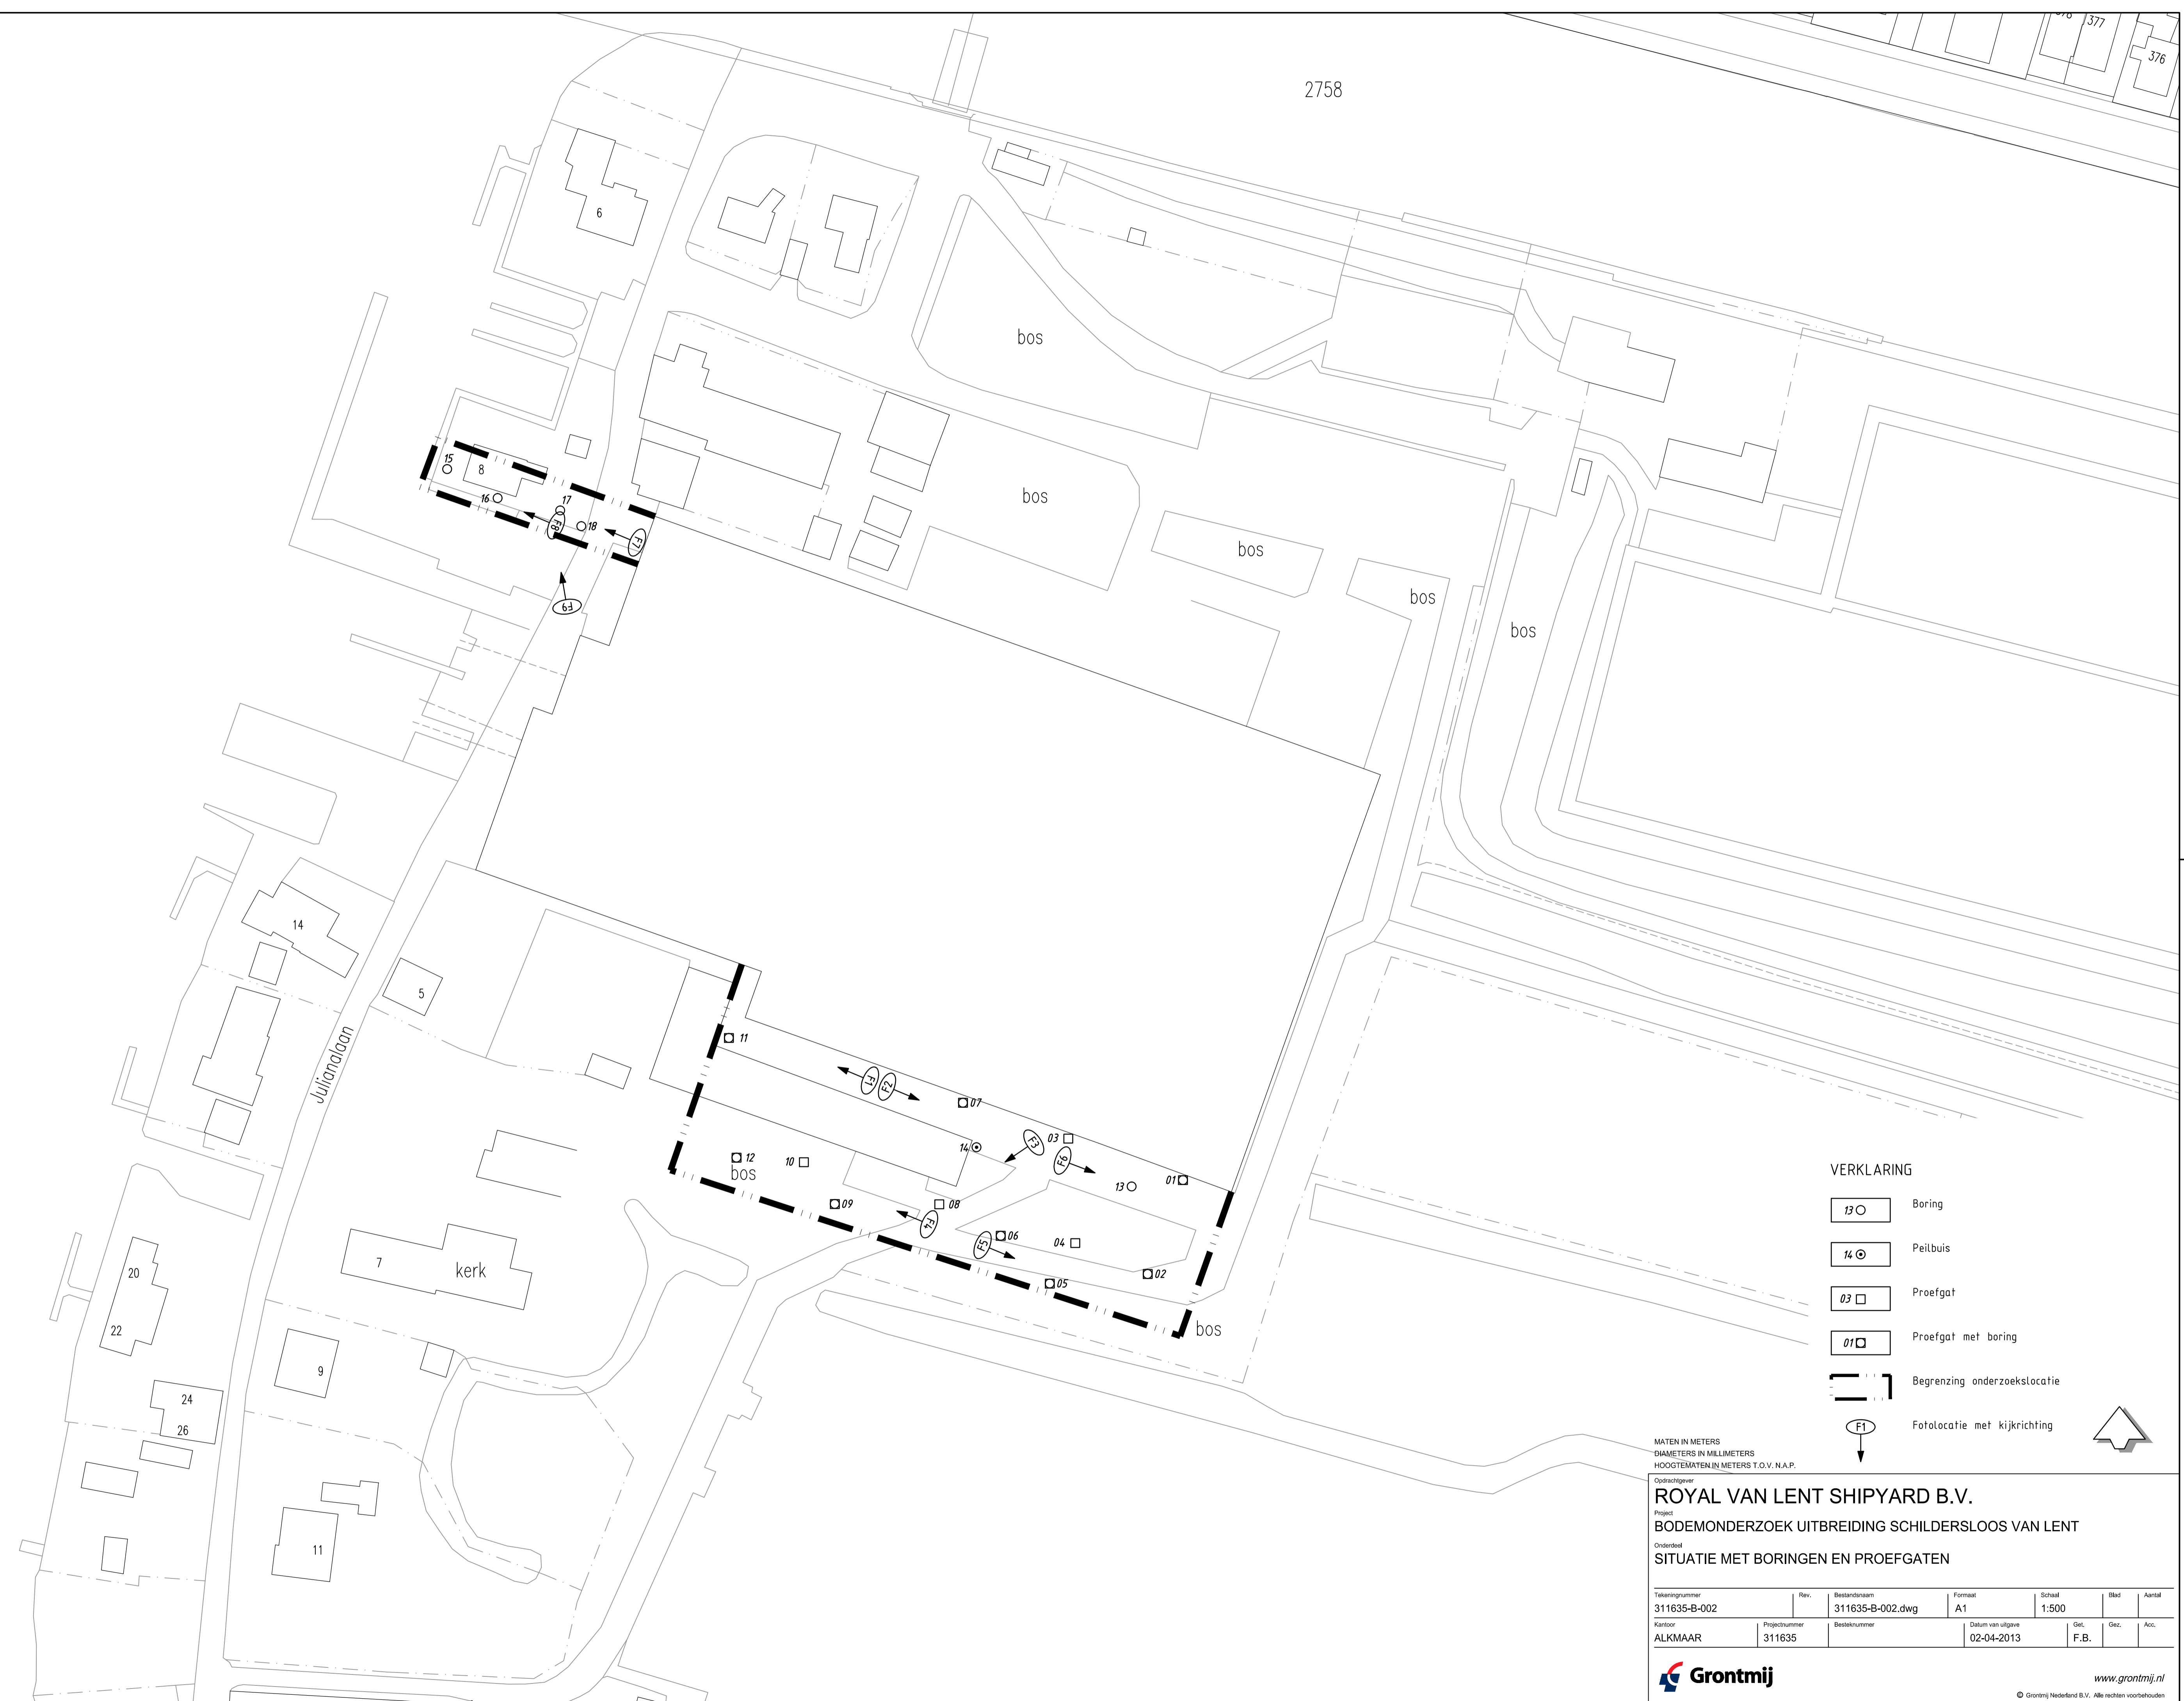 377
376
2758
6
bos
bos
bos
bos
bos
15
8
16
17
18
F8
F7
F9
14
5
Julianalaan
11
F1
F2
07
14
F3
03
F6
13
01
12
10
bos
09
08
F4
F5
06
04
02
05
bos
7
kerk
20
22
9
24
26
11
VERKLARING
13 Boring
14 Peilbuis
03 Proefgat
01 Proefgat met boring
Begrenzing onderzoekslocatie
F1 Fotolocatie met kijkrichting
MATEN IN METERS
DIAMETERS IN MILLIMETERS
HOOGTEMATEN IN METERS T.O.V. N.A.P.
Opdrachtgever
ROYAL VAN LENT SHIPYARD B.V.
Project
BODEMONDERZOEK UITBREIDING SCHILDERSLOOS VAN LENT
Onderdeel
SITUATIE MET BORINGEN EN PROEFGATEN
Tekeningnummer Rev. Bestandsnaam Formaat Schaal Blad Aantal
311635-B-002 311635-B-002.dwg A1 1:500
Kantoor Projectnummer Besteknummer Datum van uitgave Get. Gez. Acc.
ALKMAAR 311635 02-04-2013 F.B.
Grontmij
www.grontmij.nl
© Grontmij Nederland B.V. Alle rechten voorbehouden